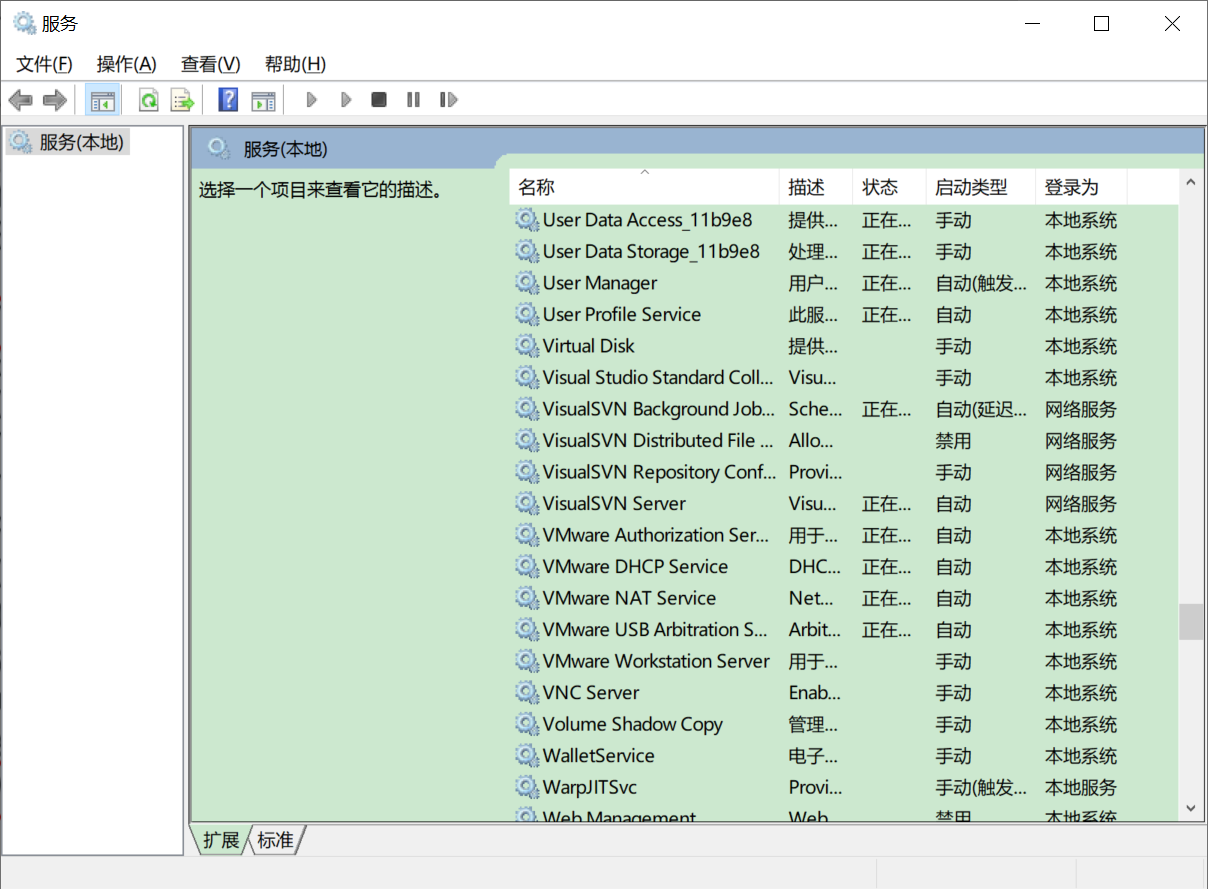 服务
文件(F) 操作(A) 查看(V) 帮助(H)
服务(本地)
服务(本地)
选择一个项目来查看它的描述。
名称 描述 状态 启动类型 登录为
User Data Access_11b9e8 提供... 正在... 手动 本地系统
User Data Storage_11b9e8 处理... 正在... 手动 本地系统
User Manager 用户... 正在... 自动(触发... 本地系统
User Profile Service 此服... 正在... 自动 本地系统
Virtual Disk 提供... 手动 本地系统
Visual Studio Standard Coll... Visu... 手动 本地系统
VisualSVN Background Job... Sche... 正在... 自动(延迟... 网络服务
VisualSVN Distributed File ... Allo... 禁用 网络服务
VisualSVN Repository Conf... Provi... 手动 网络服务
VisualSVN Server Visu... 正在... 自动 网络服务
VMware Authorization Ser... 用于... 正在... 自动 本地系统
VMware DHCP Service DHC... 正在... 自动 本地系统
VMware NAT Service Net... 正在... 自动 本地系统
VMware USB Arbitration S... Arbit... 正在... 自动 本地系统
VMware Workstation Server 用于... 手动 本地系统
VNC Server Enab... 手动 本地系统
Volume Shadow Copy 管理... 手动 本地系统
WalletService 电子... 手动 本地系统
WarpJITSvc Provi... 手动(触发... 本地服务
Web Management Web 禁用 本地系统
扩展 标准